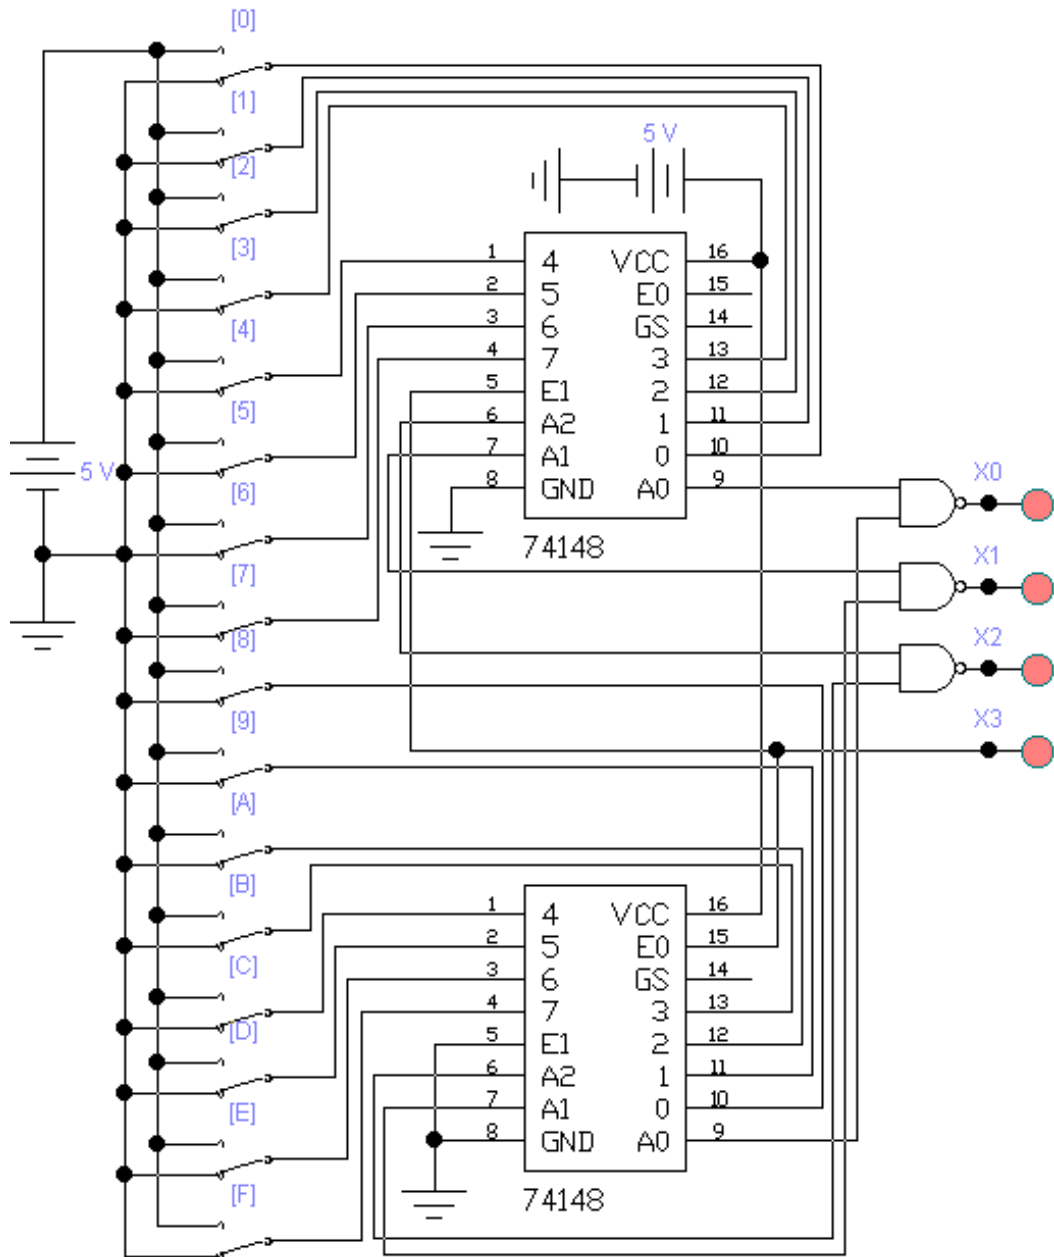 [0]
[1]
[2]
[3]
[4]
[5]
[6]
[7]
[8]
[9]
[A]
[B]
[C]
[D]
[E]
[F]
5 V
5 V
1 4 VCC 16
2 5 E0 15
3 6 GS 14
4 7 3 13
5 E1 2 12
6 A2 1 11
7 A1 0 10
8 GND A0 9
74148
X0
X1
X2
X3
1 4 VCC 16
2 5 E0 15
3 6 GS 14
4 7 3 13
5 E1 2 12
6 A2 1 11
7 A1 0 10
8 GND A0 9
74148